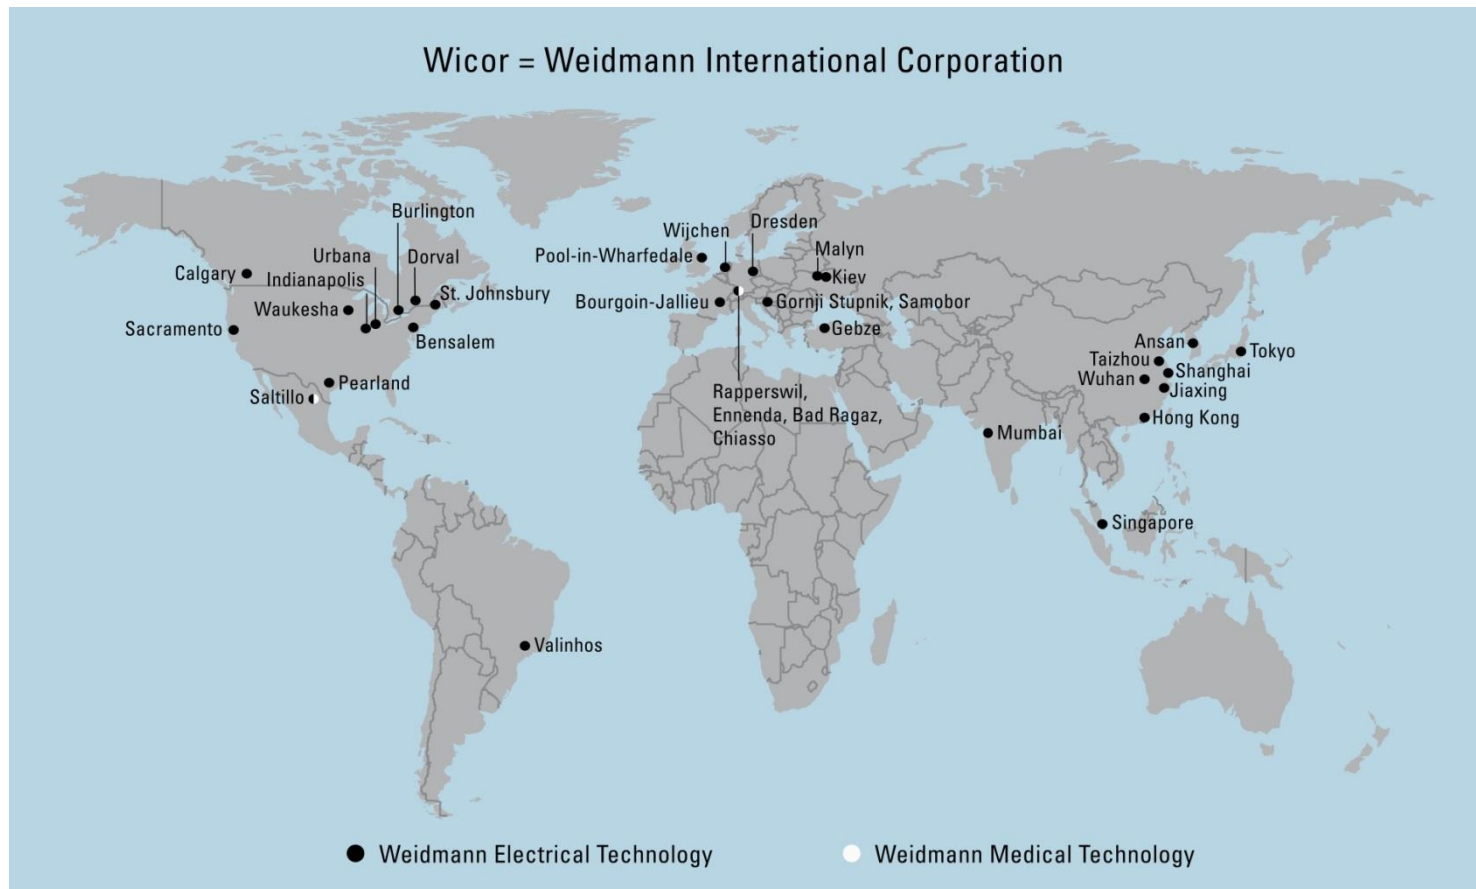 Wicor = Weidmann International Corporation
Burlington
Urbana
Dorval
Indianapolis
Calgary
St. Johnsbury
Waukesha
Sacramento
Bensalem
Pearland
Saltillo
Valinhos
Wijchen
Dresden
Pool-in-Wharfedale
Malyn
Kiev
Bourgoin-Jallieu
Gornji Stupnik, Samobor
Gebze
Rapperswil,
Ennenda, Bad Ragaz,
Chiasso
Ansan
Tokyo
Taizhou
Shanghai
Wuhan
Jiaxing
Hong Kong
Mumbai
Singapore
Weidmann Electrical Technology
Weidmann Medical Technology